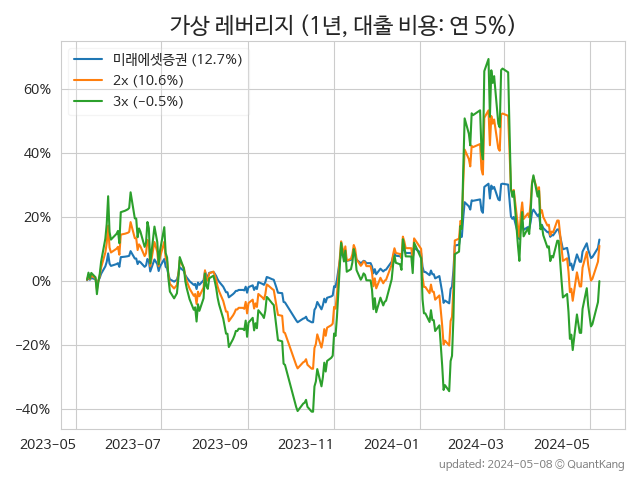 가상 레버리지 (1년, 대출 비용: 연 5%)
미래에셋증권 (12.7%)
2x (10.6%)
3x (−0.5%)
60%
40%
20%
0%
−20%
−40%
2023-05 2023-07 2023-09 2023-11 2024-01 2024-03 2024-05
updated: 2024-05-08 © QuantKang